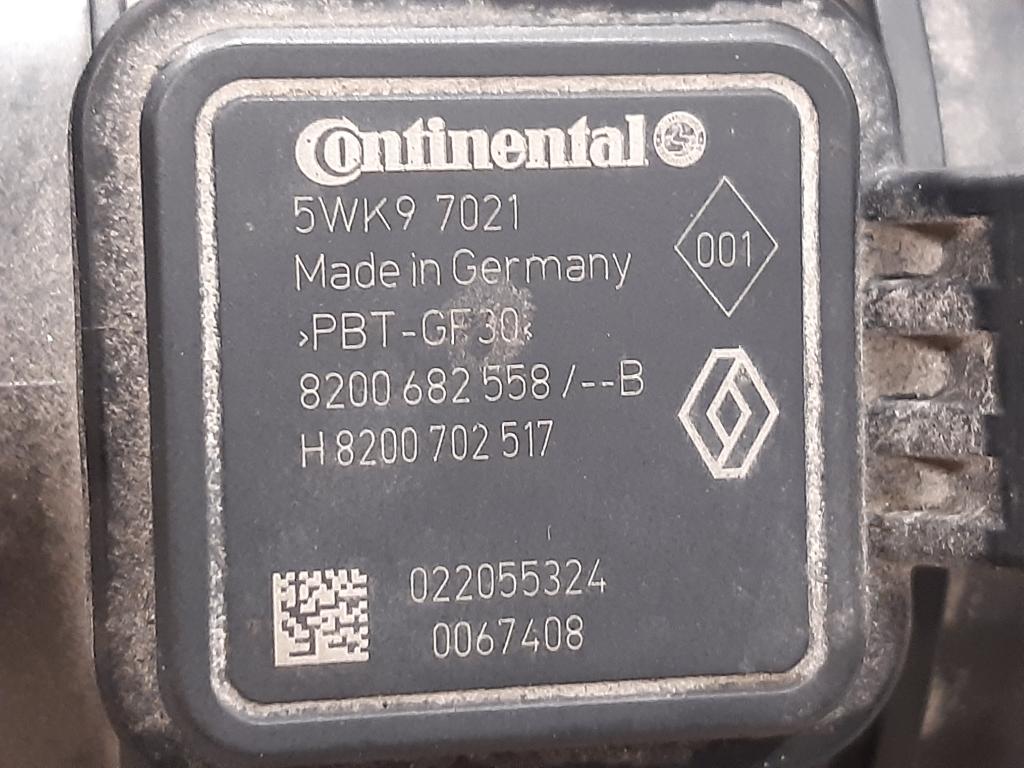 Continental
5WK9 7021
Made in Germany
001
>PBT-GF30<
8200 682 558 /--B
H 8200 702 517
022055324
0067408